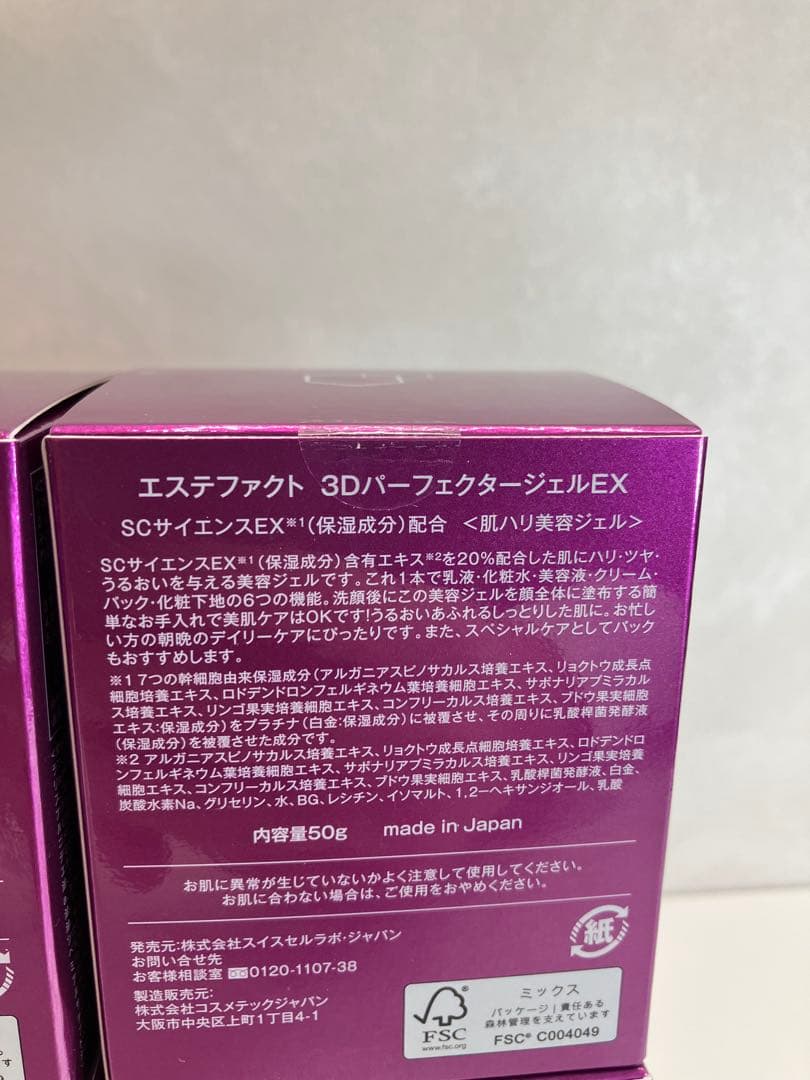 エステファクト 3DパーフェクタージェルEX
SCサイエンスEX※1(保湿成分)配合 <肌ハリ美容ジェル>
SCサイエンスEX※1(保湿成分)含有エキス※2を20%配合した肌にハリ・ツヤ・
うるおいを与える美容ジェルです。これ1本で乳液・化粧水・美容液・クリーム・
パック・化粧下地の6つの機能。洗顔後にこの美容ジェルを顔全体に塗布する簡
単なお手入れで美肌ケアはOKです!うるおいあふれるしっとりした肌に。お忙し
い方の朝晩のデイリーケアにぴったりです。また、スペシャルケアとしてパック
もおすすめします。
※1 7つの幹細胞由来保湿成分(アルガニアスピノサカルス培養エキス、リョクトウ成長点
細胞培養エキス、ロドデンドロンフェルギネウム葉培養細胞エキス、サポナリアプミラカル
ス培養エキス、リンゴ果実培養細胞エキス、コンフリーカルス培養エキス、ブドウ果実細胞
エキス:保湿成分)をプラチナ(白金:保湿成分)に被覆させ、その周りに乳酸桿菌発酵液
(保湿成分)を被覆させた成分です。
※2 アルガニアスピノサカルス培養エキス、リョクトウ成長点細胞培養エキス、ロドデンドロ
ンフェルギネウム葉培養細胞エキス、サポナリアプミラカルス培養エキス、リンゴ果実培養
細胞エキス、コンフリーカルス培養エキス、ブドウ果実細胞エキス、乳酸桿菌発酵液、白金、
炭酸水素Na、グリセリン、水、BG、レシチン、イソマルト、1,2-ヘキサンジオール、乳酸
内容量50g made in Japan
お肌に異常が生じていないかよく注意して使用してください。
お肌に合わない場合は、ご使用をおやめください。
発売元:株式会社スイスセルラボ・ジャパン
お問い合せ先
お客様相談室 0120-1107-38
製造販売元:
株式会社コスメテックジャパン
大阪市中央区上町1丁目4-1
紙
FSC
www.fsc.org
ミックス
パッケージ|責任ある
森林管理を支えています
FSC® C004049